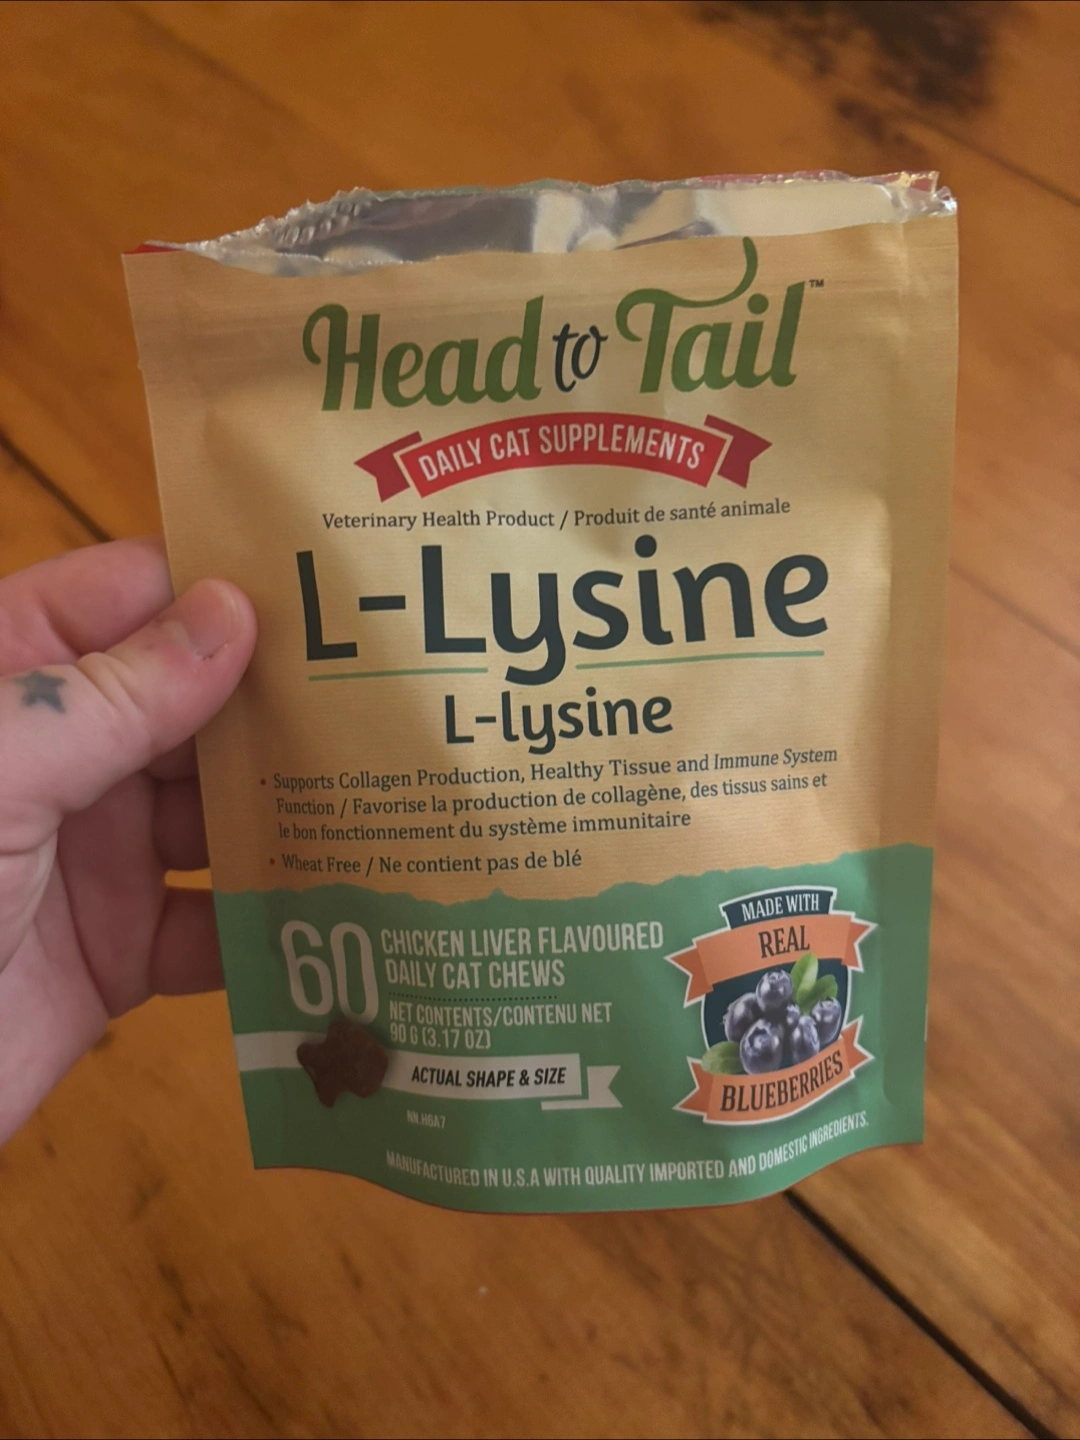 Head to Tail™
DAILY CAT SUPPLEMENTS
Veterinary Health Product / Produit de santé animale
L-Lysine
L-lysine
• Supports Collagen Production, Healthy Tissue and Immune System
Function / Favorise la production de collagène, des tissus sains et
le bon fonctionnement du système immunitaire
• Wheat Free / Ne contient pas de blé
60 CHICKEN LIVER FLAVOURED
DAILY CAT CHEWS
NET CONTENTS/CONTENU NET
90 G (3.17 OZ)
ACTUAL SHAPE & SIZE
NN.H6A7
MADE WITH
REAL
BLUEBERRIES
MANUFACTURED IN U.S.A WITH QUALITY IMPORTED AND DOMESTIC INGREDIENTS.